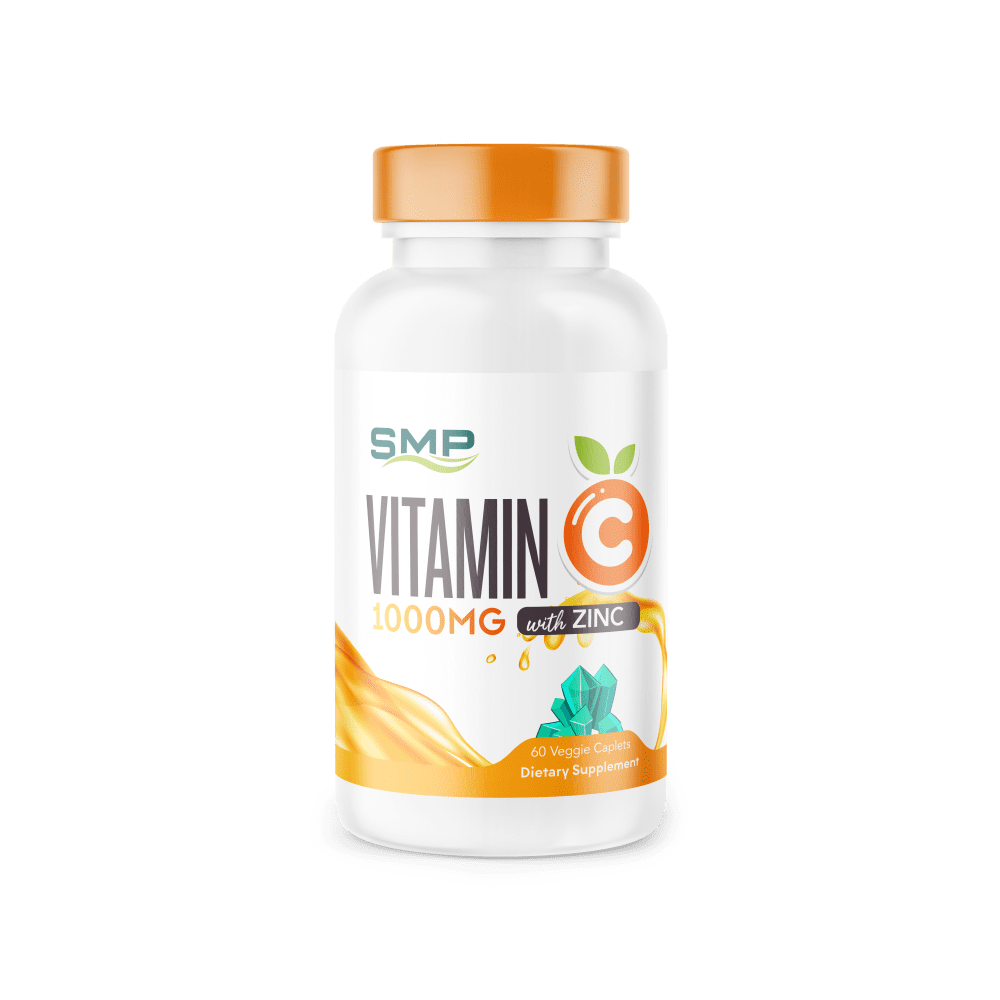 SMP
VITAMIN C
1000MG with ZINC
60 Veggie Caplets
Dietary Supplement